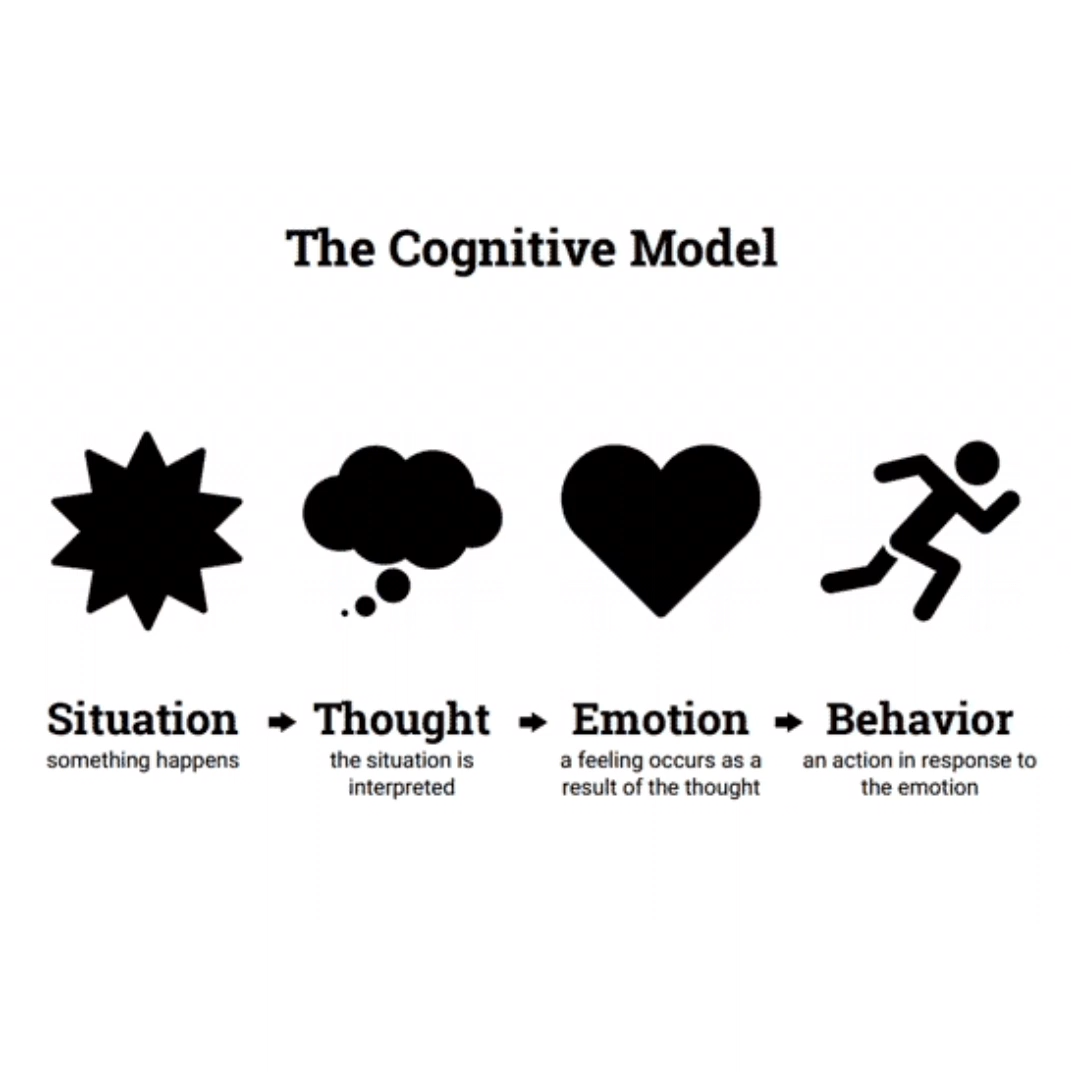 The Cognitive Model
Situation
something happens
Thought
the situation is
interpreted
Emotion
a feeling occurs as a
result of the thought
Behavior
an action in response to
the emotion